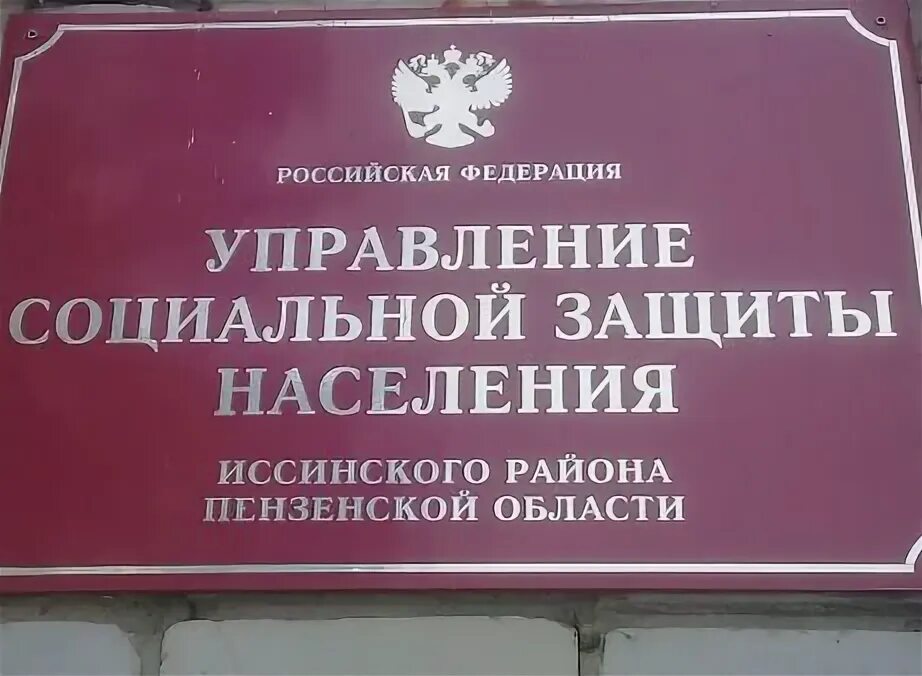 РОССИЙСКАЯ ФЕДЕРАЦИЯ
УПРАВЛЕНИЕ
СОЦИАЛЬНОЙ ЗАЩИТЫ
НАСЕЛЕНИЯ
ИССИНСКОГО РАЙОНА
ПЕНЗЕНСКОЙ ОБЛАСТИ